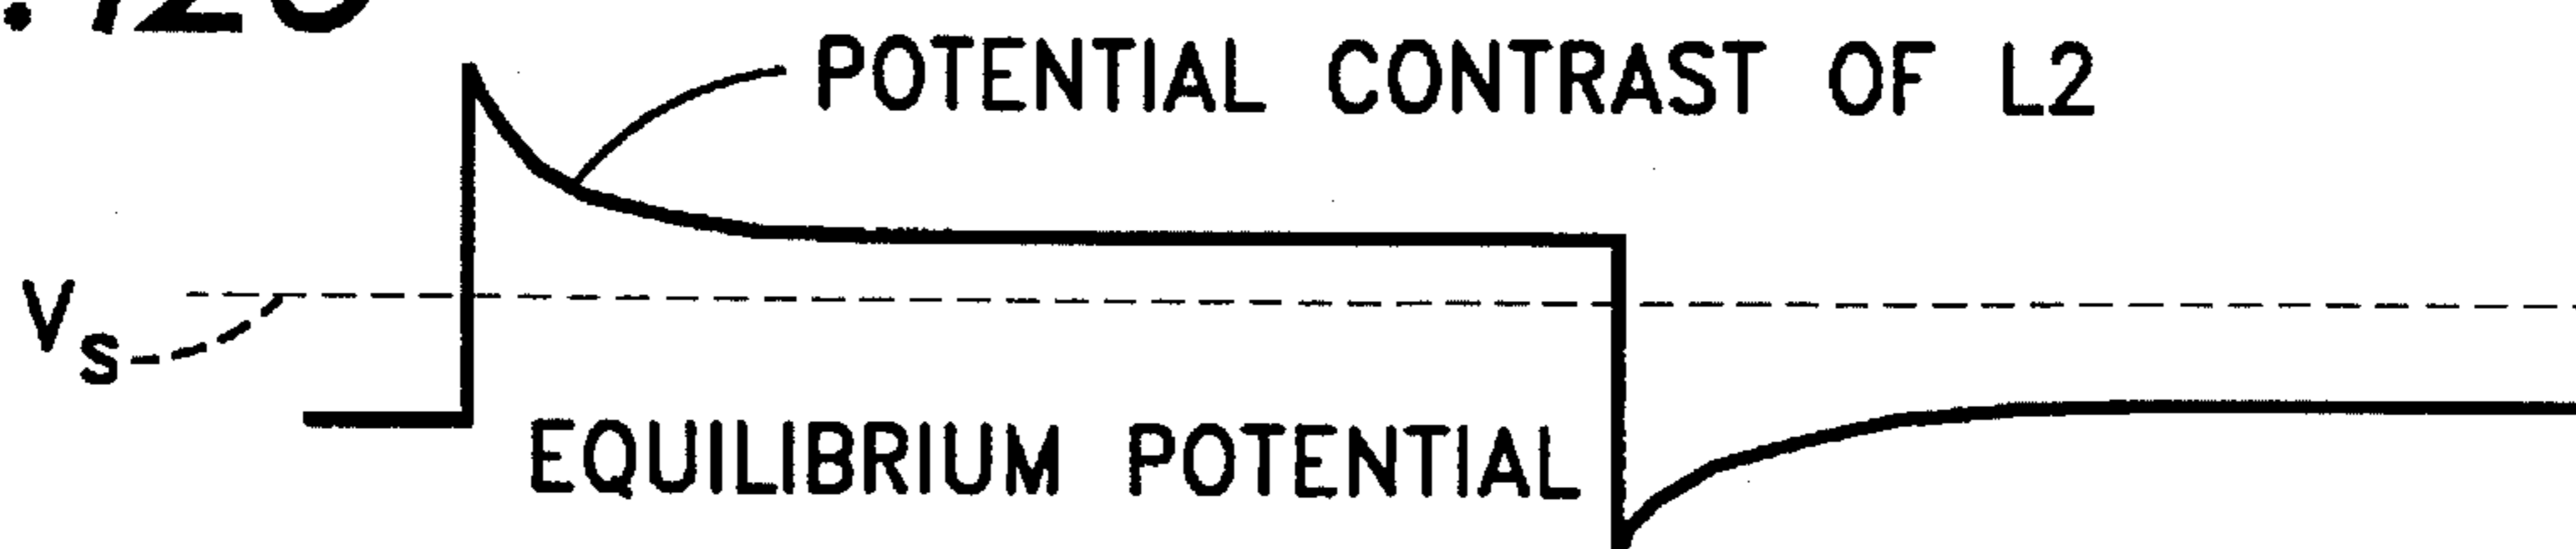 POTENTIAL CONTRAST OF L2
Vs
EQUILIBRIUM POTENTIAL